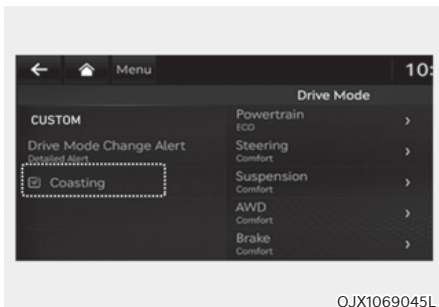 Menu
10:
Drive Mode
CUSTOM
Drive Mode Change Alert
Detailed Alert
Coasting
Powertrain
ECO
Steering
Comfort
Suspension
Comfort
AWD
Comfort
Brake
Comfort
OJX1069045L